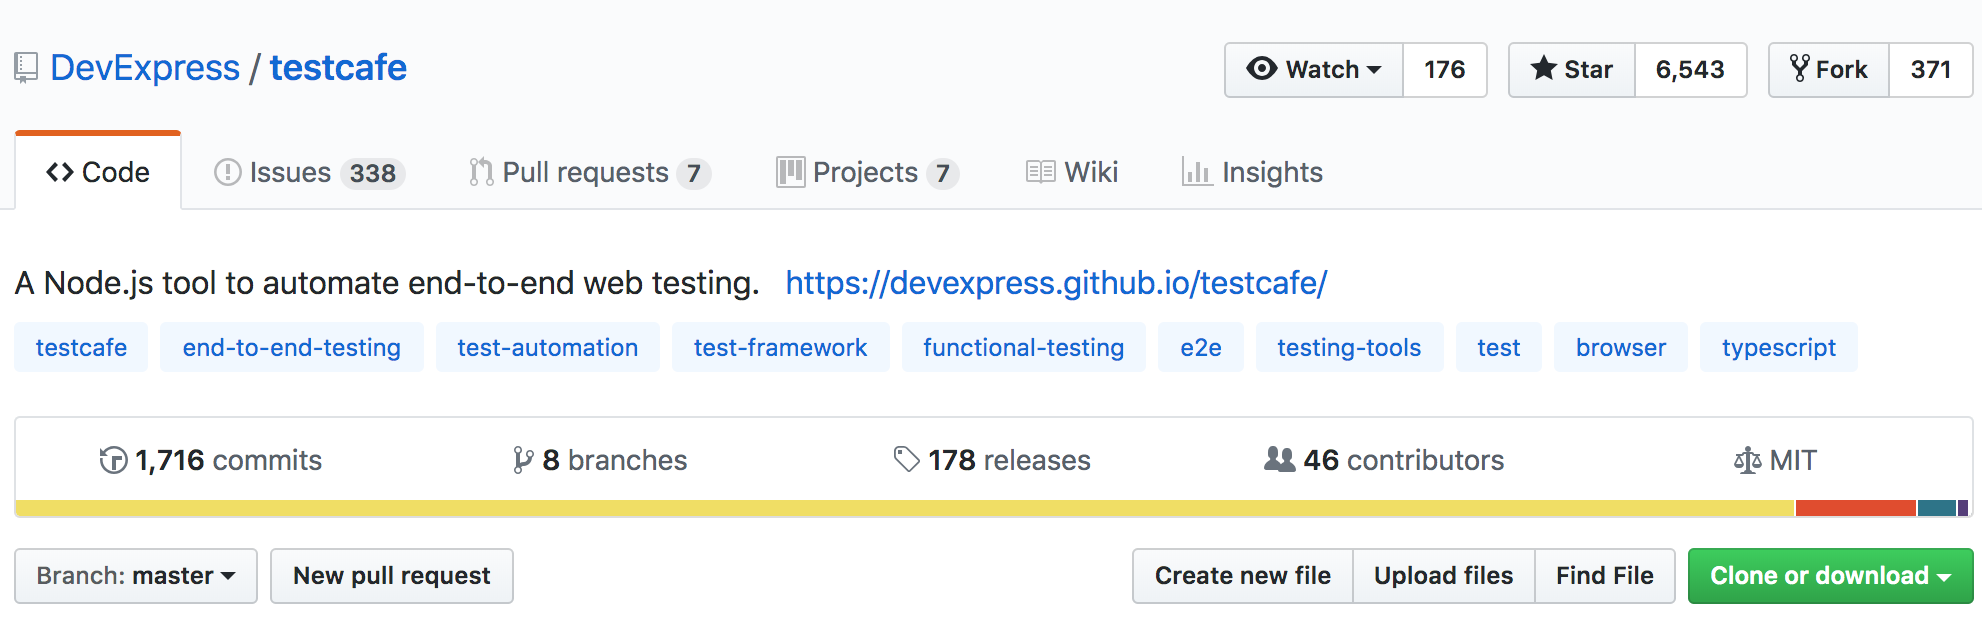 DevExpress / testcafe
Watch 176 Star 6,543 Fork 371
Code Issues 338 Pull requests 7 Projects 7 Wiki Insights
A Node.js tool to automate end-to-end web testing. https://devexpress.github.io/testcafe/
testcafe end-to-end-testing test-automation test-framework functional-testing e2e testing-tools test browser typescript
1,716 commits 8 branches 178 releases 46 contributors MIT
Branch: master New pull request Create new file Upload files Find File Clone or download